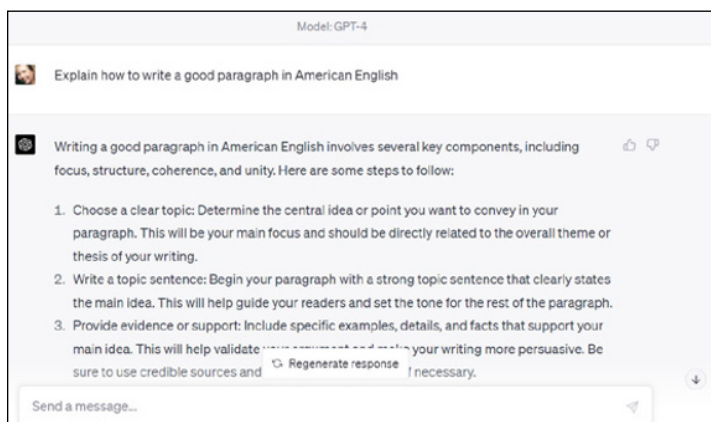 Model: GPT-4
Explain how to write a good paragraph in American English
Writing a good paragraph in American English involves several key components, including
focus, structure, coherence, and unity. Here are some steps to follow:
1. Choose a clear topic: Determine the central idea or point you want to convey in your
paragraph. This will be your main focus and should be directly related to the overall theme or
thesis of your writing.
2. Write a topic sentence: Begin your paragraph with a strong topic sentence that clearly states
the main idea. This will help guide your readers and set the tone for the rest of the paragraph.
3. Provide evidence or support: Include specific examples, details, and facts that support your
main idea. This will help validate your argument and make your writing more persuasive. Be
Regenerate response
sure to use credible sources and necessary.
Send a message...